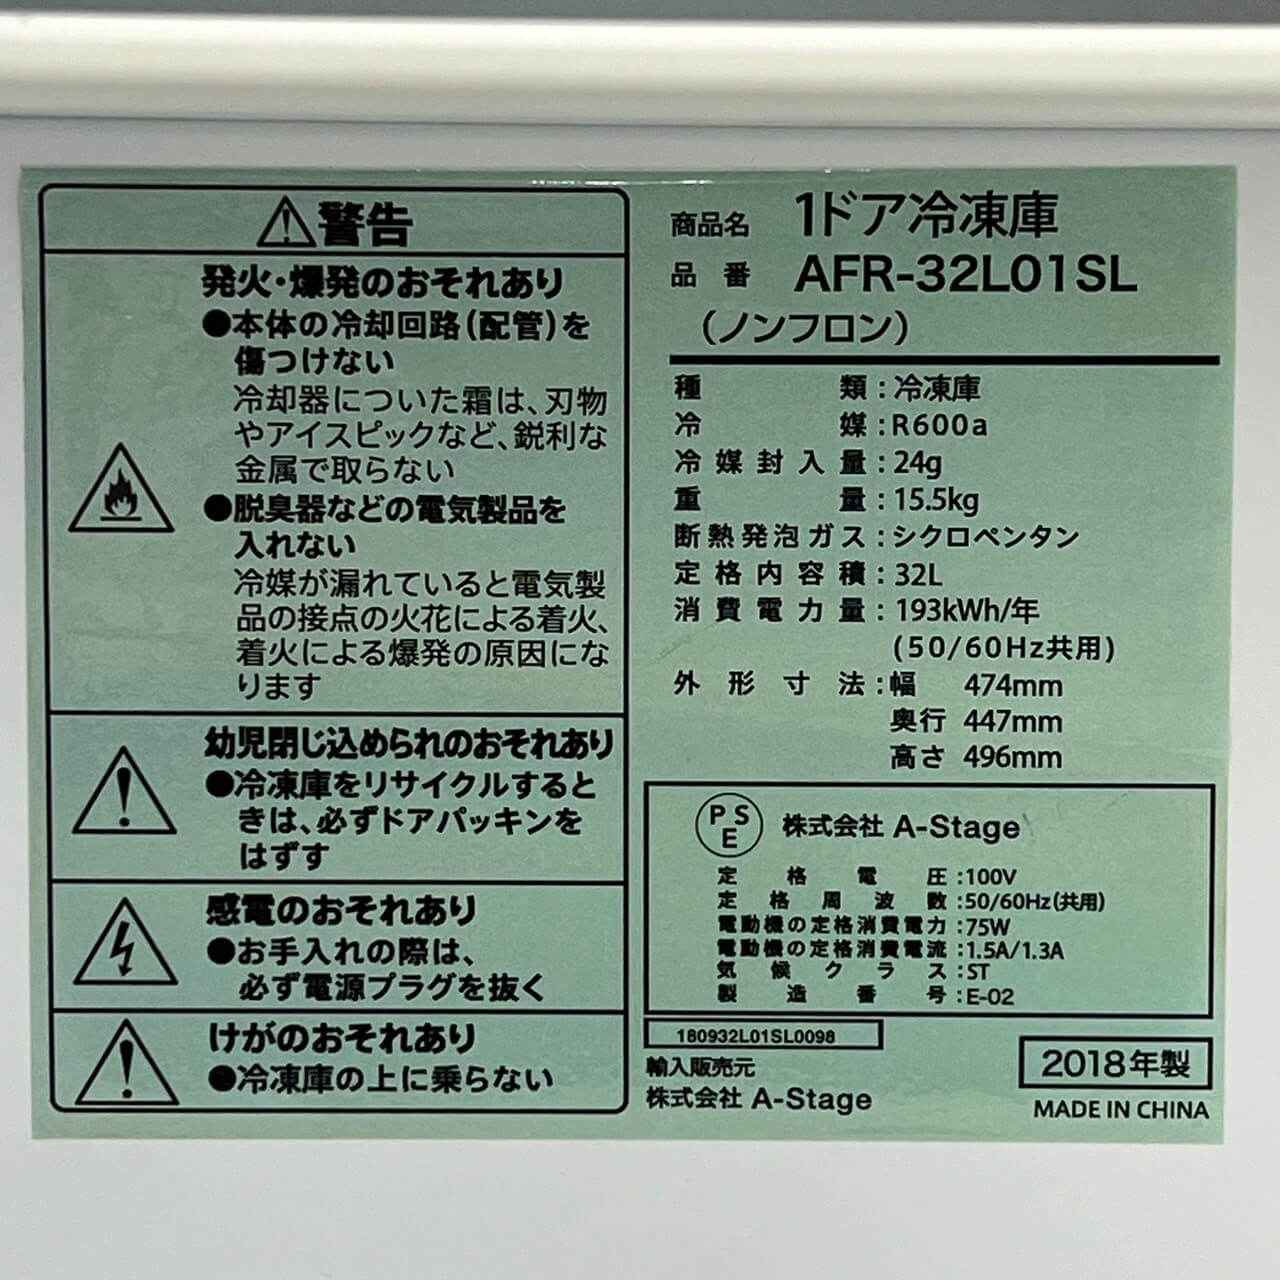 警告
発火・爆発のおそれあり
●本体の冷却回路(配管)を
傷つけない
冷却器についた霜は、刃物
やアイスピックなど、鋭利な
金属で取らない
●脱臭器などの電気製品を
入れない
冷媒が漏れていると電気製
品の接点の火花による着火、
着火による爆発の原因にな
ります
幼児閉じ込められのおそれあり
●冷凍庫をリサイクルすると
きは、必ずドアパッキンを
はずす
感電のおそれあり
●お手入れの際は、
必ず電源プラグを抜く
けがのおそれあり
●冷凍庫の上に乗らない
商品名 1ドア冷凍庫
品番 AFR-32L01SL
(ノンフロン)
種類:冷凍庫
冷媒:R600a
冷媒封入量:24g
重量:15.5kg
断熱発泡ガス:シクロペンタン
定格内容積:32L
消費電力量:193kWh/年
(50/60Hz共用)
外形寸法:幅 474mm
奥行 447mm
高さ 496mm
PSE 株式会社 A-Stage
定格電圧:100V
定格周波数:50/60Hz(共用)
電動機の定格消費電力:75W
電動機の定格消費電流:1.5A/1.3A
気候クラス:ST
製造番号:E-02
180932L01SL0098
輸入販売元
株式会社 A-Stage
2018年製
MADE IN CHINA